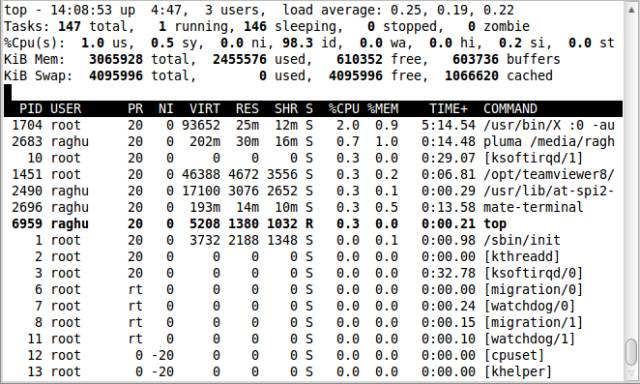 top - 14:08:53 up  4:47,  3 users,  load average: 0.25, 0.19, 0.22
Tasks: 147 total,   1 running, 146 sleeping,   0 stopped,   0 zombie
%Cpu(s):  1.0 us,  0.5 sy,  0.0 ni, 98.3 id,  0.0 wa,  0.0 hi,  0.2 si,  0.0 st
KiB Mem:   3065928 total,  2455576 used,   610352 free,   603736 buffers
KiB Swap:  4095996 total,        0 used,  4095996 free,  1066620 cached
PID USER      PR  NI  VIRT  RES  SHR S  %CPU %MEM    TIME+  COMMAND
1704 root      20   0 93652  25m  12m S   2.0  0.9   5:14.54 /usr/bin/X :0 -au
2683 raghu     20   0  202m  30m  16m S   0.7  1.0   0:14.48 pluma /media/ragh
10 root      20   0     0    0    0 S   0.3  0.0   0:29.07 [ksoftirqd/1]
1451 root      20   0 46388 4672 3556 S   0.3  0.2   0:06.81 /opt/teamviewer8/
2490 raghu     20   0 17100 3076 2652 S   0.3  0.1   0:00.29 /usr/lib/at-spi2-
2696 raghu     20   0  193m  14m  10m S   0.3  0.5   0:13.58 mate-terminal
6959 raghu     20   0  5208 1380 1032 R   0.3  0.0   0:00.21 top
1 root      20   0  3732 2188 1348 S   0.0  0.1   0:00.98 /sbin/init
2 root      20   0     0    0    0 S   0.0  0.0   0:00.00 [kthreadd]
3 root      20   0     0    0    0 S   0.0  0.0   0:32.78 [ksoftirqd/0]
6 root      rt   0     0    0    0 S   0.0  0.0   0:00.00 [migration/0]
7 root      rt   0     0    0    0 S   0.0  0.0   0:00.24 [watchdog/0]
8 root      rt   0     0    0    0 S   0.0  0.0   0:00.15 [migration/1]
11 root      rt   0     0    0    0 S   0.0  0.0   0:00.10 [watchdog/1]
12 root       0 -20     0    0    0 S   0.0  0.0   0:00.00 [cpuset]
13 root       0 -20     0    0    0 S   0.0  0.0   0:00.00 [khelper]